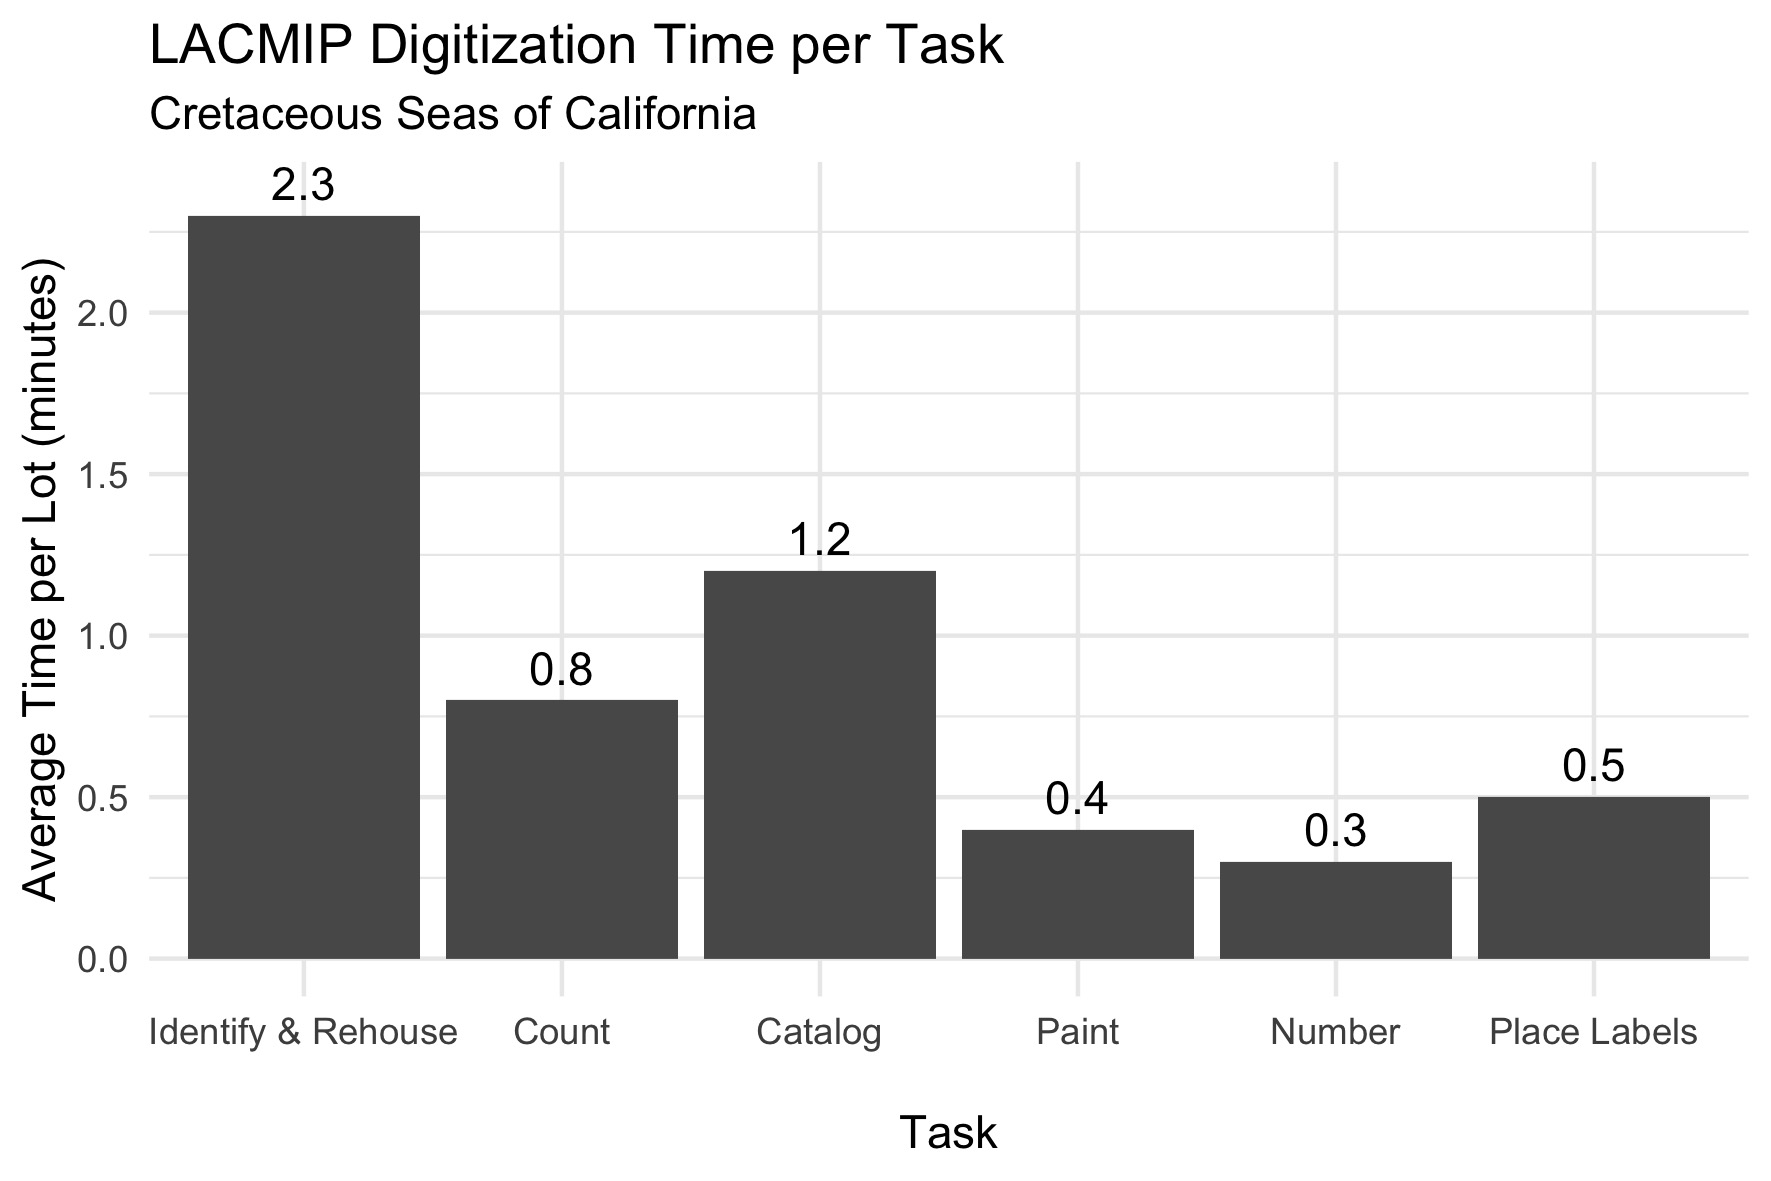 LACMIP Digitization Time per Task
Cretaceous Seas of California
Average Time per Lot (minutes)
2.0
1.5
1.0
0.5
0.0
2.3
0.8
1.2
0.4
0.3
0.5
Identify & Rehouse
Count
Catalog
Paint
Number
Place Labels
Task